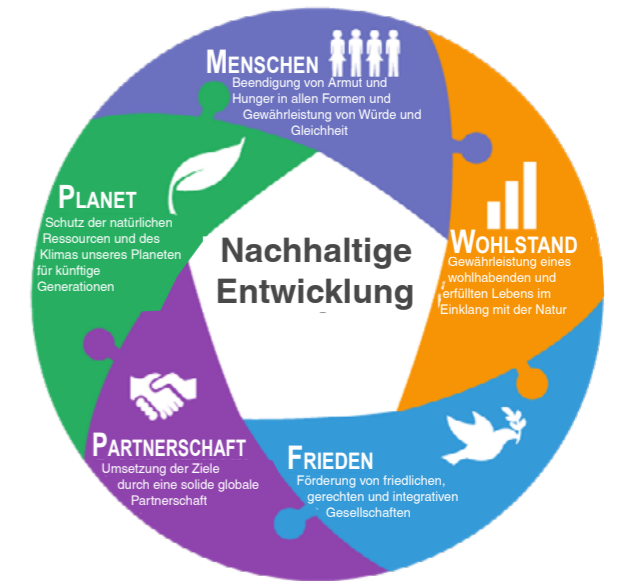 MENSCHEN
Beendigung von Armut und
Hunger in allen Formen und
Gewährleistung von Würde und
Gleichheit
PLANET
Schutz der natürlichen
Ressourcen und des
Klimas unseres Planeten
für künftige
Generationen
Nachhaltige
Entwicklung
WOHLSTAND
Gewährleistung eines
wohlhabenden und
erfüllten Lebens im
Einklang mit der Natur
PARTNERSCHAFT
Umsetzung der Ziele
durch eine solide globale
Partnerschaft
FRIEDEN
Förderung von friedlichen,
gerechten und integrativen
Gesellschaften